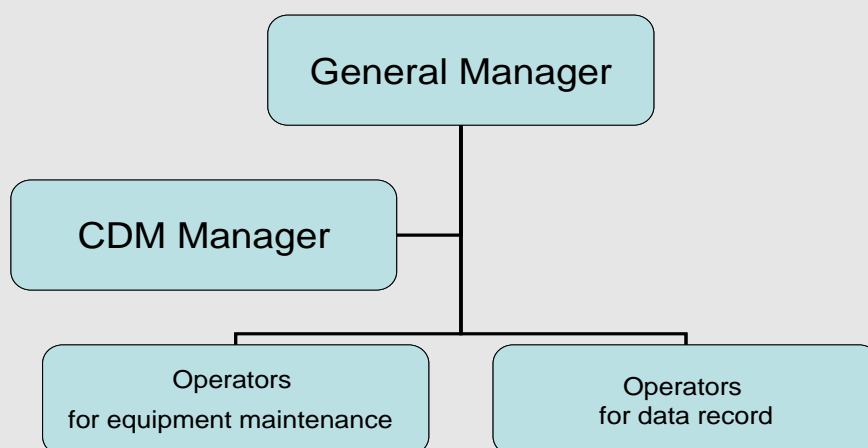 General Manager
CDM Manager
Operators
for equipment maintenance
Operators
for data record